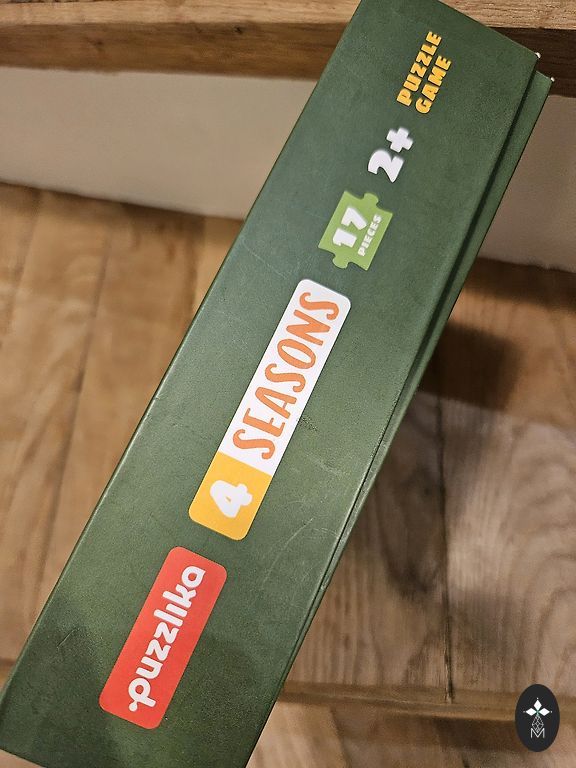 puzzlika
4 SEASONS
17
PIECES
2+
PUZZLE
GAME
M